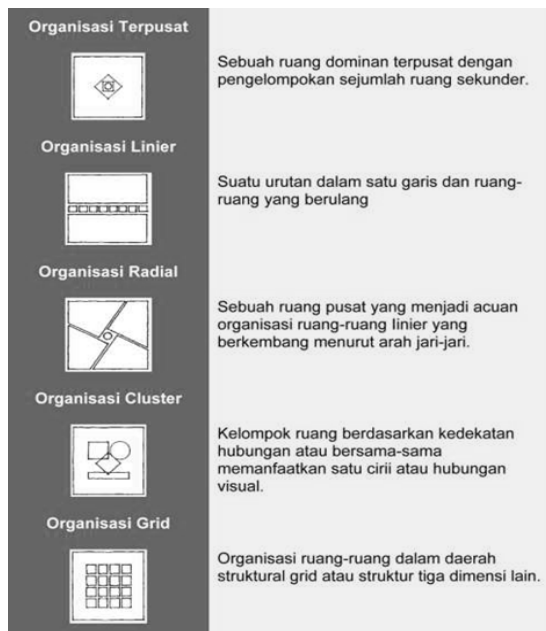 Organisasi Terpusat
Sebuah ruang dominan terpusat dengan
pengelompokan sejumlah ruang sekunder.
Organisasi Linier
Suatu urutan dalam satu garis dan ruang-
ruang yang berulang
Organisasi Radial
Sebuah ruang pusat yang menjadi acuan
organisasi ruang-ruang linier yang
berkembang menurut arah jari-jari.
Organisasi Cluster
Kelompok ruang berdasarkan kedekatan
hubungan atau bersama-sama
memanfaatkan satu cirii atau hubungan
visual.
Organisasi Grid
Organisasi ruang-ruang dalam daerah
struktural grid atau struktur tiga dimensi lain.